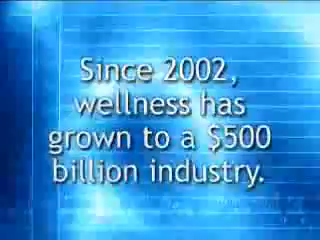 Since 2002,
wellness has
grown to a $500
billion industry.